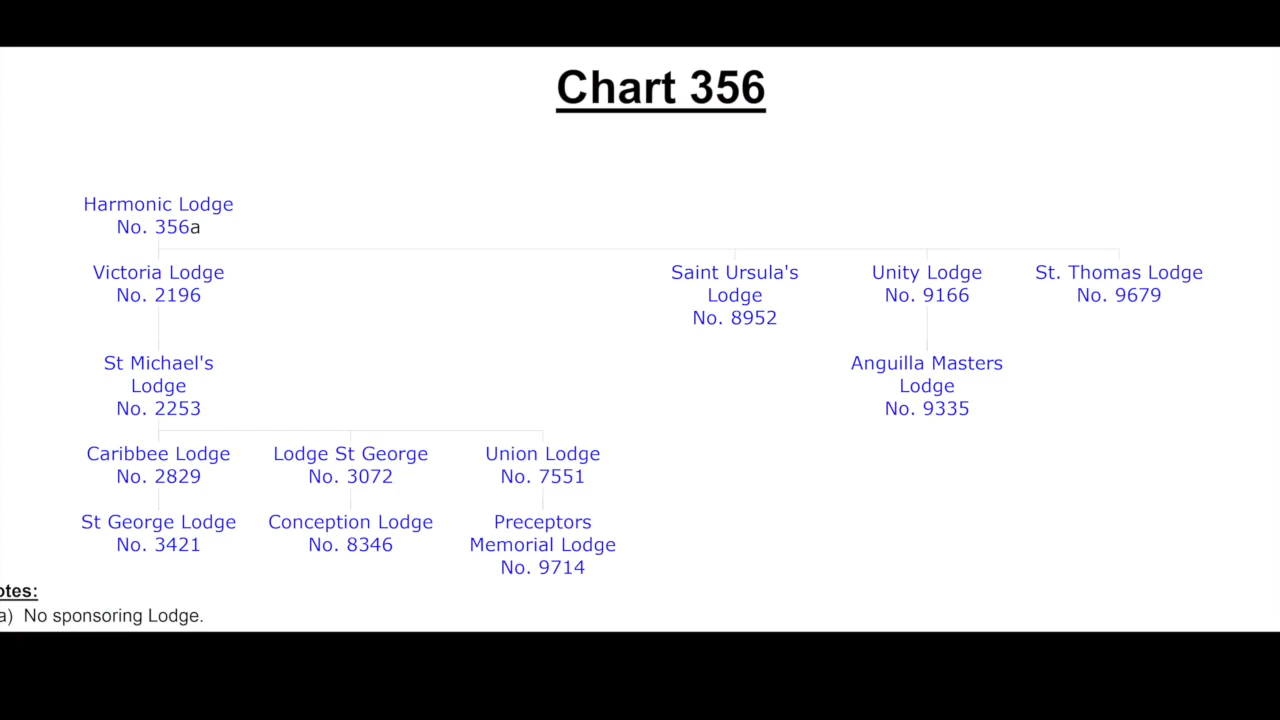 Chart 356
Harmonic Lodge
No. 356a
Victoria Lodge
No. 2196
Saint Ursula's
Lodge
No. 8952
Unity Lodge
No. 9166
St. Thomas Lodge
No. 9679
St Michael's
Lodge
No. 2253
Anguilla Masters
Lodge
No. 9335
Caribbee Lodge
No. 2829
Lodge St George
No. 3072
Union Lodge
No. 7551
St George Lodge
No. 3421
Conception Lodge
No. 8346
Preceptors
Memorial Lodge
No. 9714
otes:
a) No sponsoring Lodge.